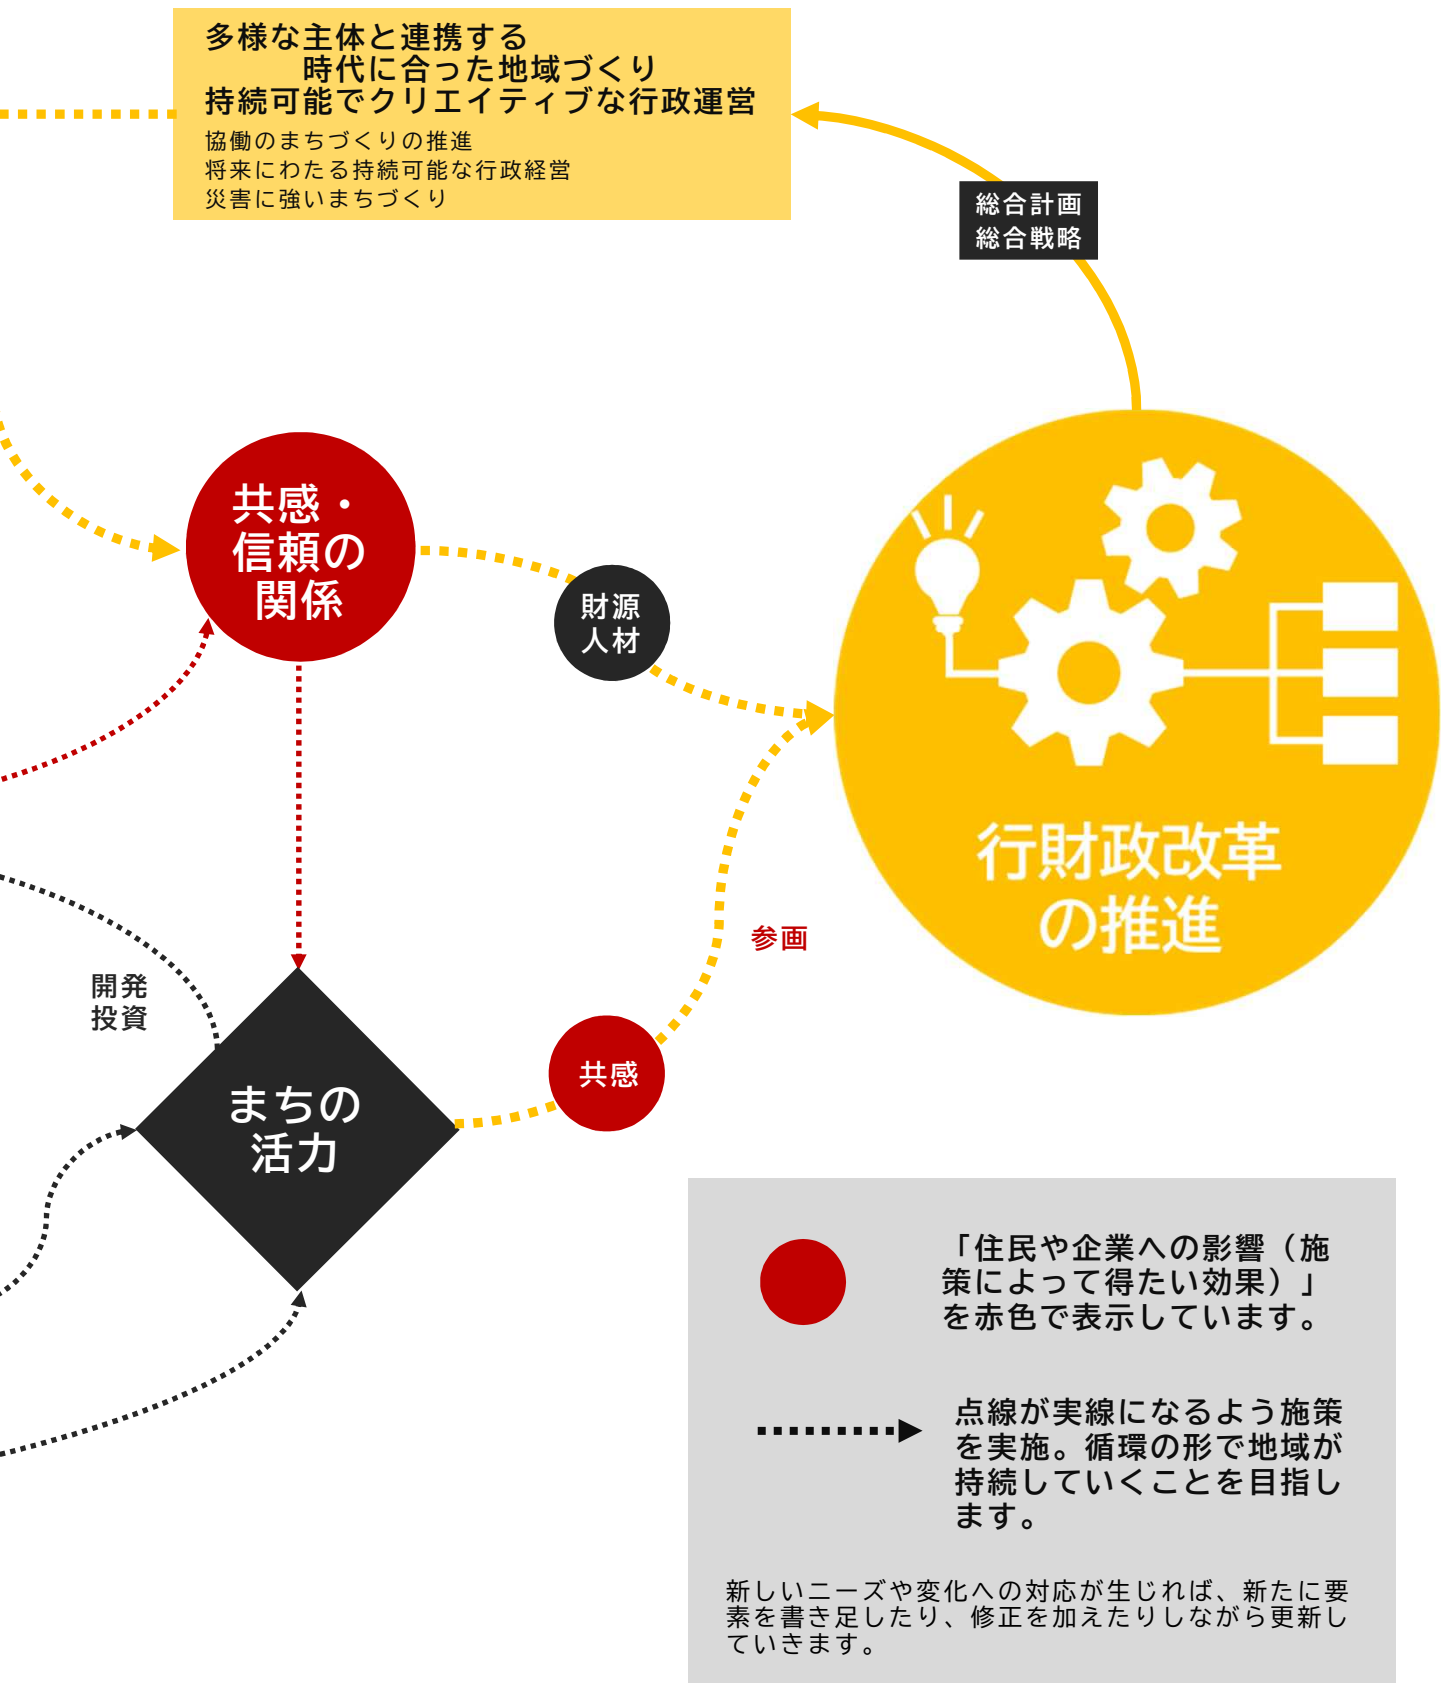 多様な主体と連携する
時代に合った地域づくり
持続可能でクリエイティブな行政運営
協働のまちづくりの推進
将来にわたる持続可能な行政経営
災害に強いまちづくり
総合計画
総合戦略
共感・
信頼の
関係
財源
人材
行財政改革
の推進
参画
開発
投資
共感
まちの
活力
「住民や企業への影響（施
策によって得たい効果）」
を赤色で表示しています。
点線が実線になるよう施策
を実施。循環の形で地域が
持続していくことを目指し
ます。
新しいニーズや変化への対応が生じれば、新たに要
素を書き足したり、修正を加えたりしながら更新し
ていきます。